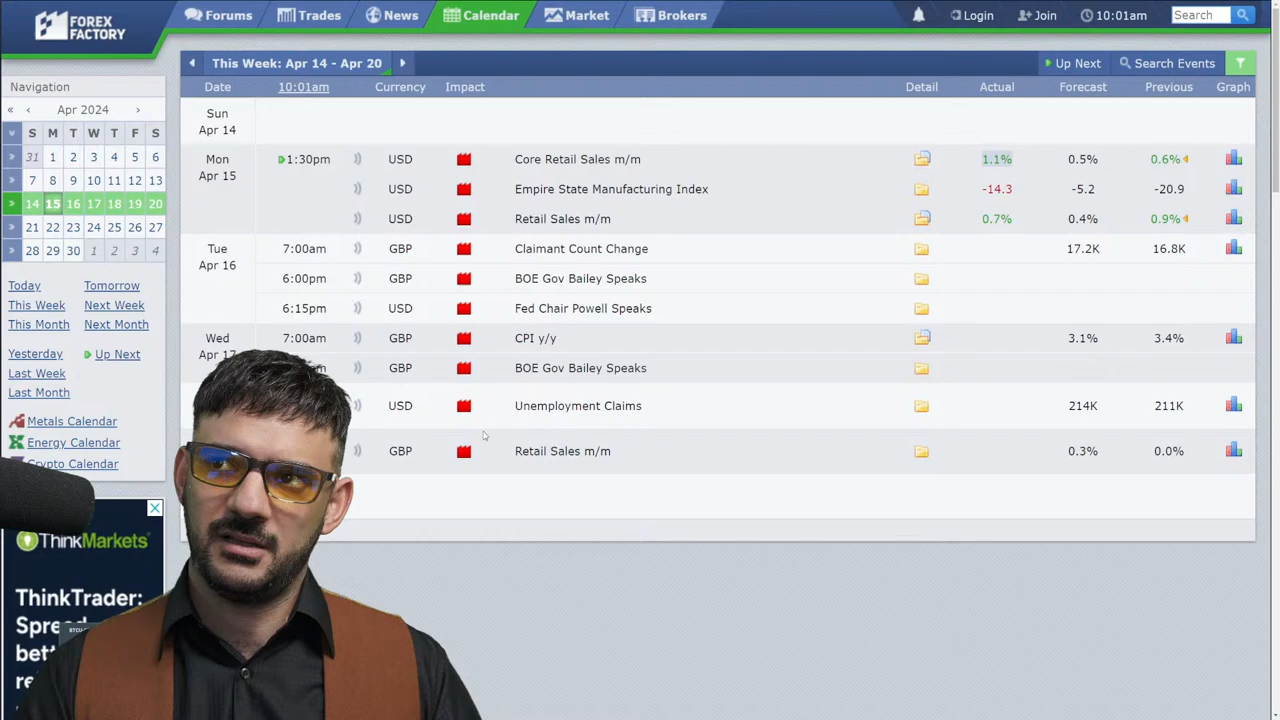 FOREX
FACTORY
Forums
Trades
News
Calendar
Market
Brokers
Login
Join
10:01am
Search
Navigation
« ‹ Apr 2024 ›
S M T W T F S
31 1 2 3 4 5 6
7 8 9 10 11 12 13
14 15 16 17 18 19 20
21 22 23 24 25 26 27
28 29 30 1 2 3 4
Today Tomorrow
This Week Next Week
This Month Next Month
Yesterday Up Next
Last Week
Last Month
Metals Calendar
Energy Calendar
Crypto Calendar
ThinkMarkets
ThinkTrader:
This Week: Apr 14 - Apr 20
Up Next Search Events
Date 10:01am Currency Impact Detail Actual Forecast Previous Graph
Sun
Apr 14
Mon
Apr 15
1:30pm USD Core Retail Sales m/m 1.1% 0.5% 0.6%
USD Empire State Manufacturing Index -14.3 -5.2 -20.9
USD Retail Sales m/m 0.7% 0.4% 0.9%
Tue
Apr 16
7:00am GBP Claimant Count Change 17.2K 16.8K
6:00pm GBP BOE Gov Bailey Speaks
6:15pm USD Fed Chair Powell Speaks
Wed
Apr 17
7:00am GBP CPI y/y 3.1% 3.4%
GBP BOE Gov Bailey Speaks
USD Unemployment Claims 214K 211K
GBP Retail Sales m/m 0.3% 0.0%